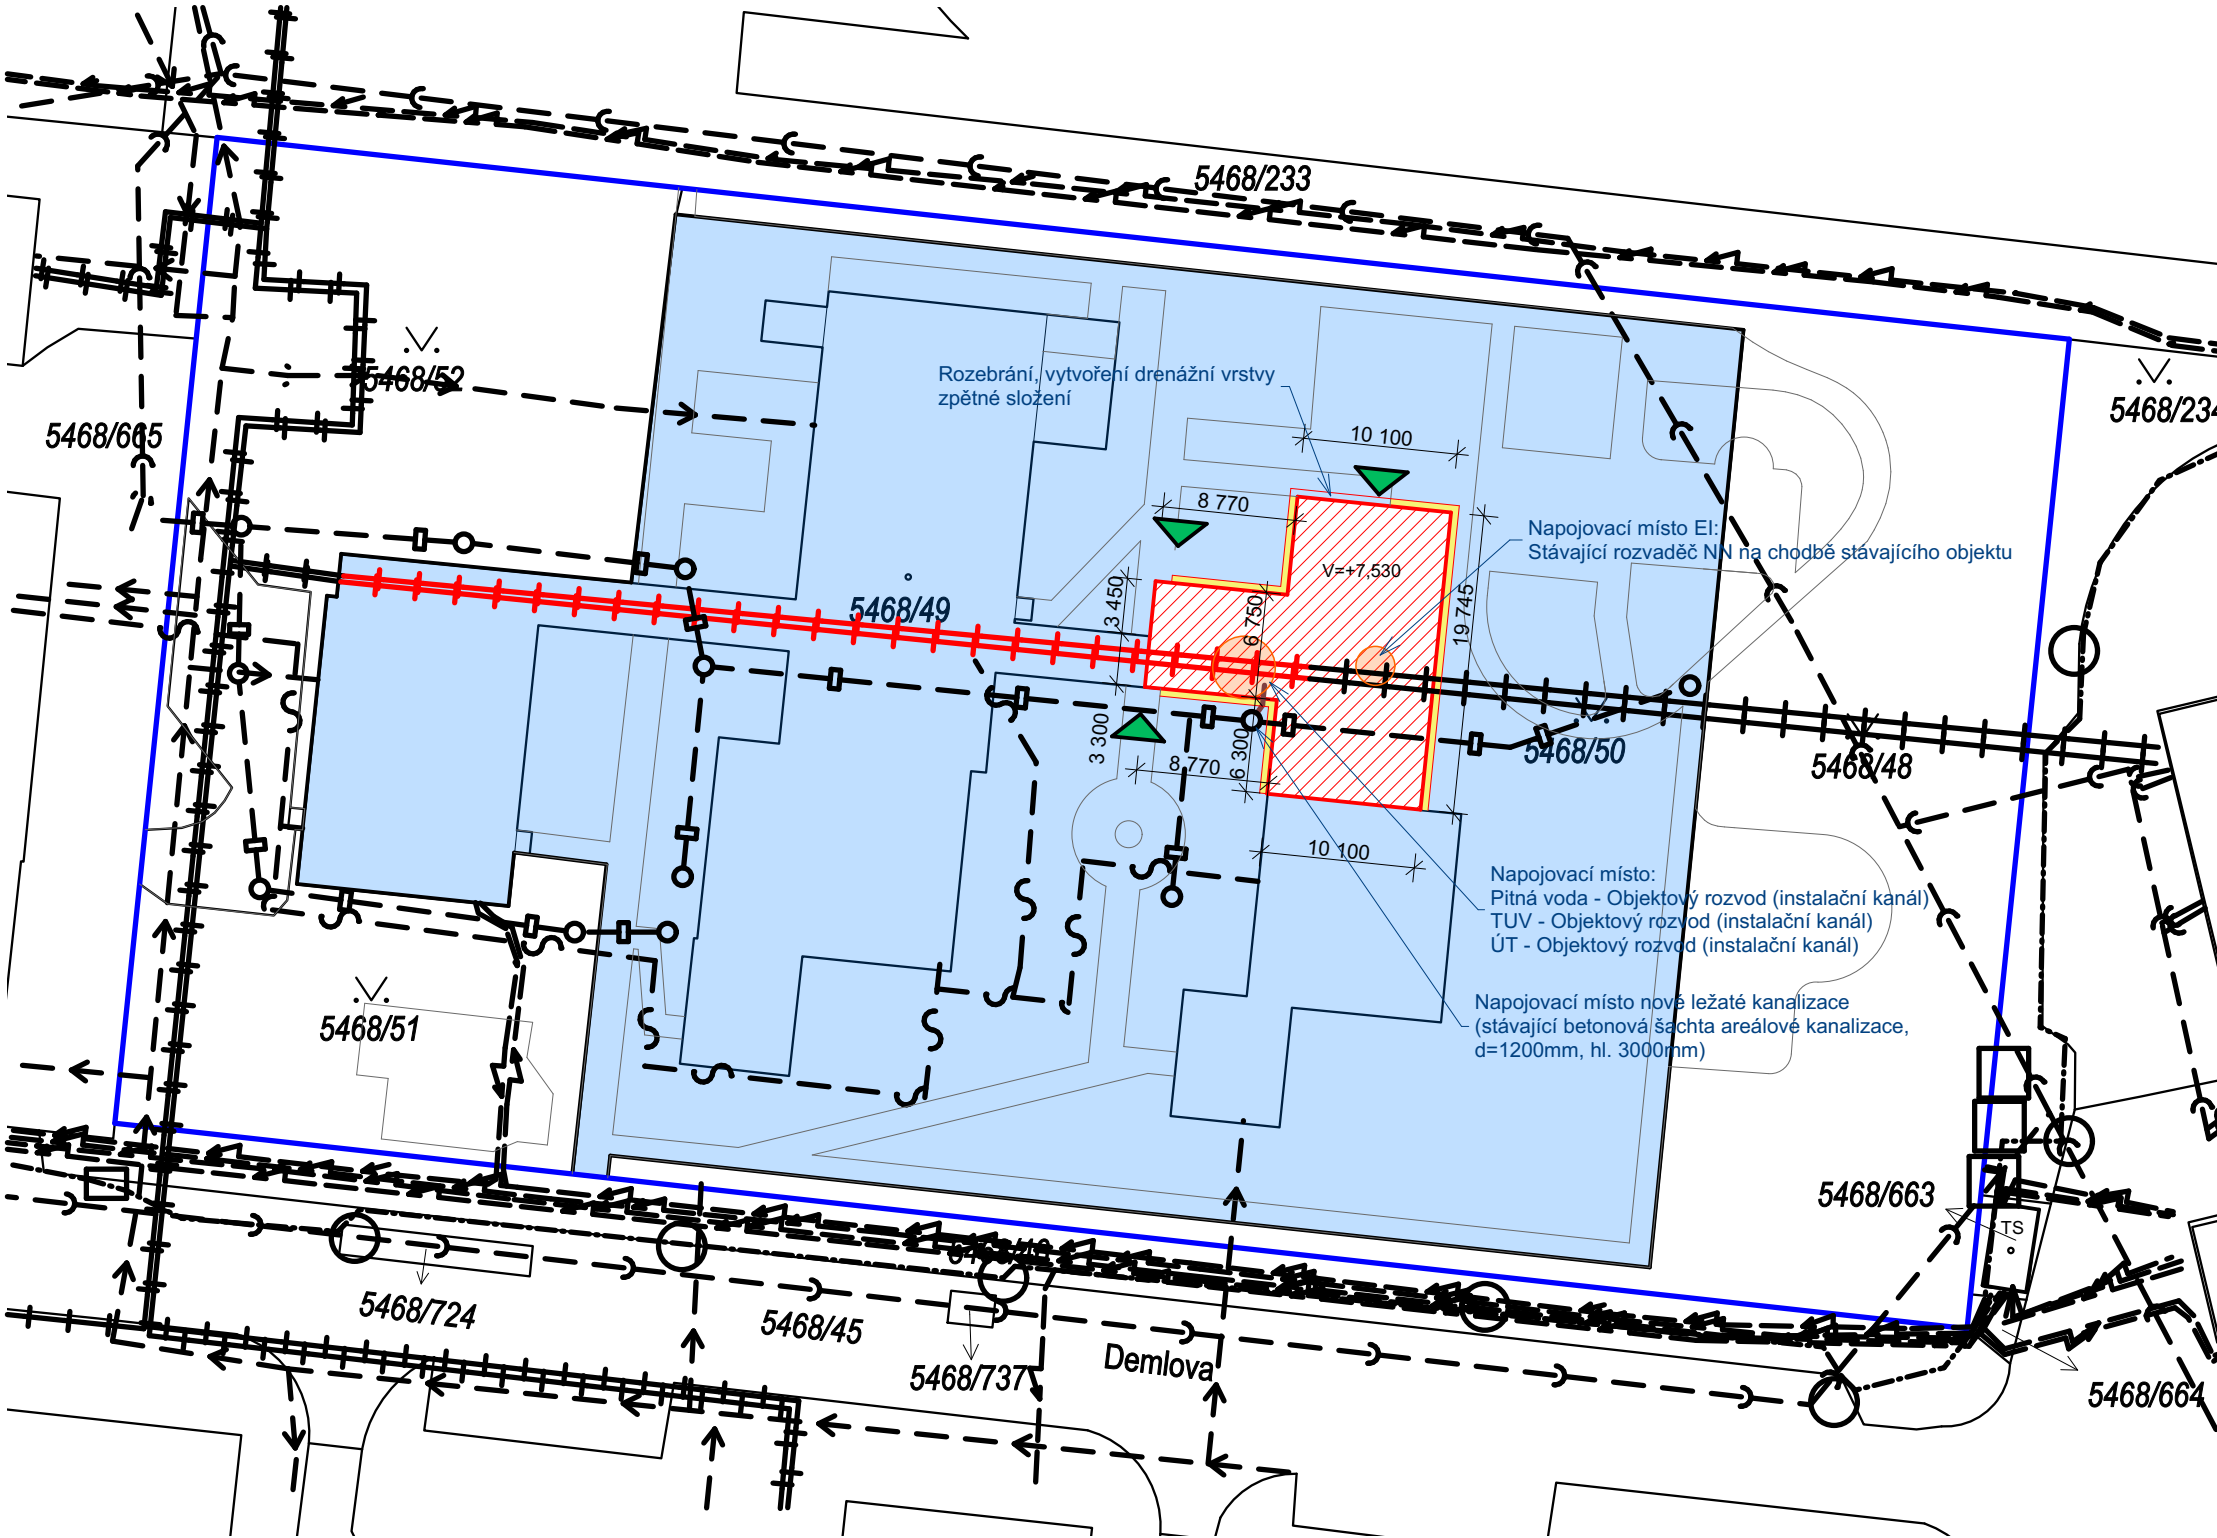 5468/233
5468/52
5468/665
5468/234
Rozebrání, vytvoření drenážní vrstvy
zpětné složení
10 100
8 770
Napojovací místo El:
Stávající rozvaděč NN na chodbě stávajícího objektu
V=+7,530
3 450
6 750
19 745
5468/49
3 300
8 770
6 300
5468/50
5468/48
10 100
Napojovací místo:
Pitná voda - Objektový rozvod (instalační kanál)
TUV - Objektový rozvod (instalační kanál)
ÚT - Objektový rozvod (instalační kanál)
Napojovací místo nové ležaté kanalizace
(stávající betonová šachta areálové kanalizace,
d=1200mm, hl. 3000mm)
5468/51
5468/663
TS
5468/724
5468/45
5468/737
Demlova
5468/664